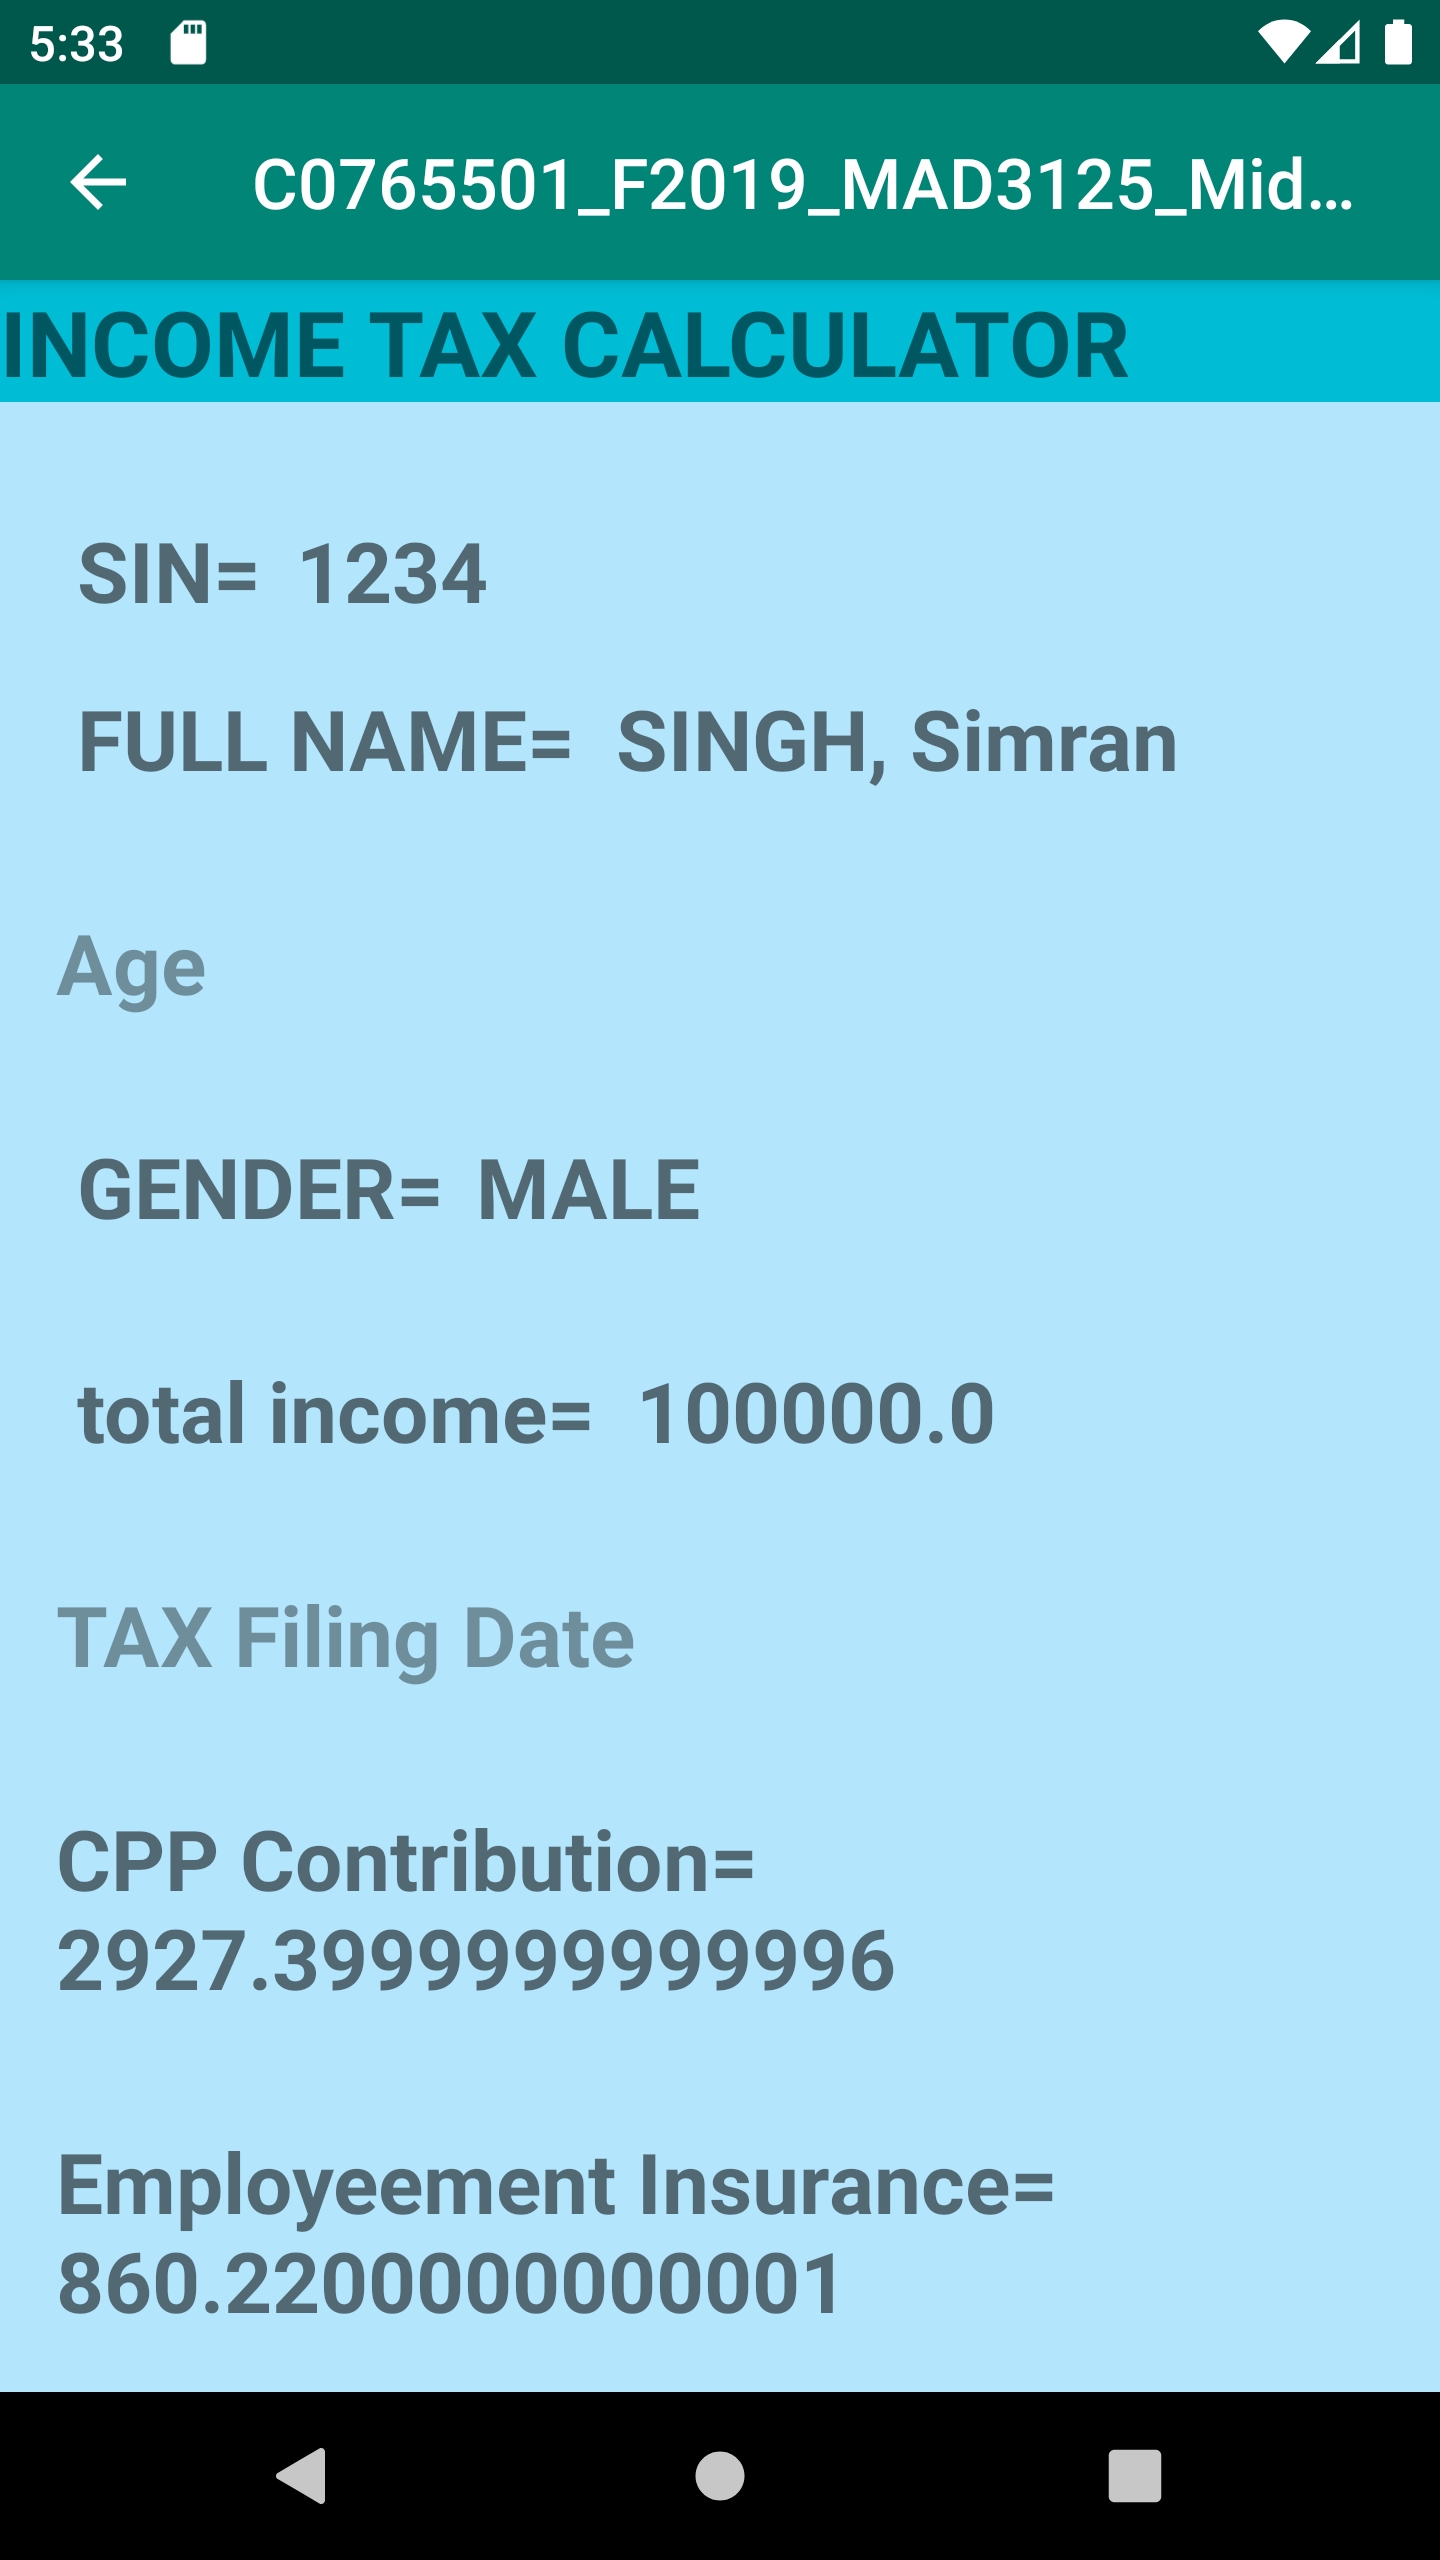 5:33
C0765501_F2019_MAD3125_Mid...
INCOME TAX CALCULATOR
SIN= 1234
FULL NAME= SINGH, Simran
Age
GENDER= MALE
total income= 100000.0
TAX Filing Date
CPP Contribution=
2927.3999999999996
Employeement Insurance=
860.2200000000001